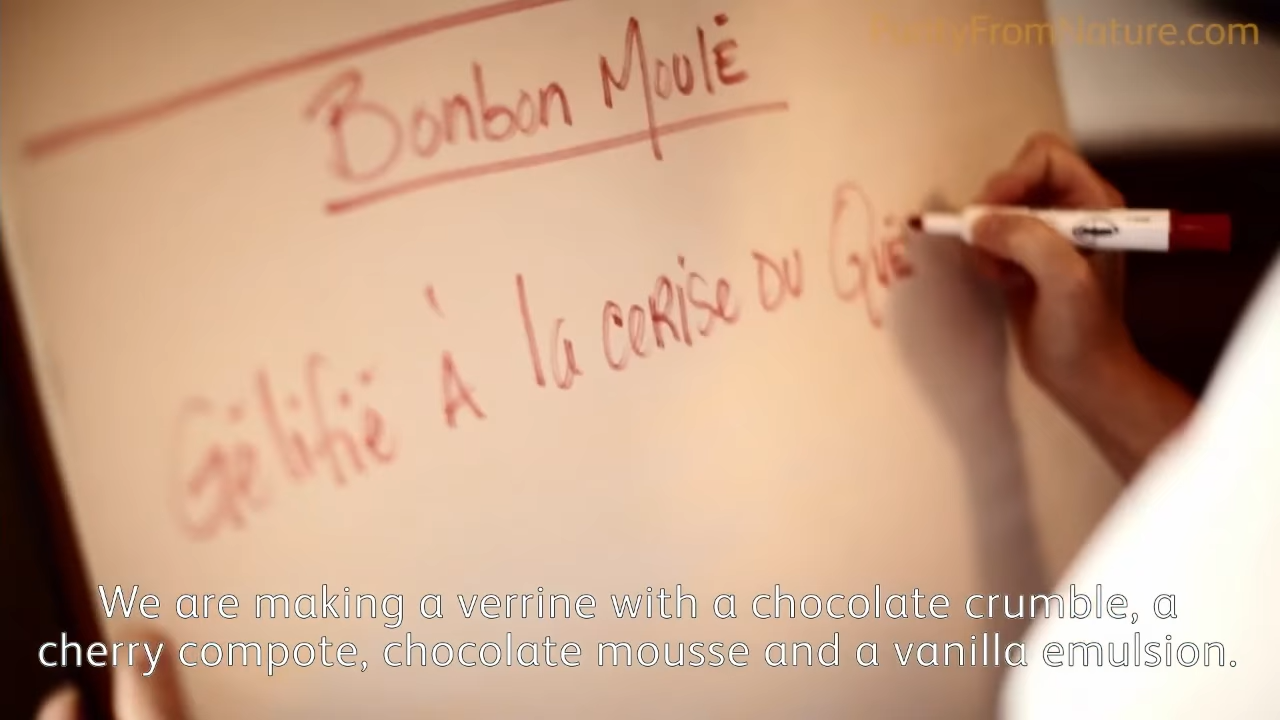 PurityFromNature.com
Bonbon Moulé
Gélifié À la cerise du Qué
We are making a verrine with a chocolate crumble, a
cherry compote, chocolate mousse and a vanilla emulsion.